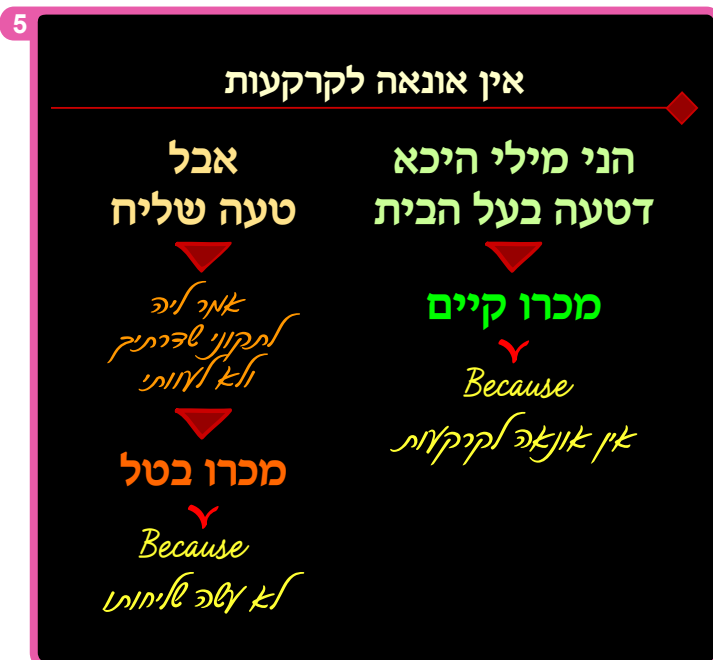 5
אין אונאה לקרקעות
הני מילי היכא
דטעה בעל הבית
מכרו קיים
Because
אין אונאה לקרקעות
אבל
טעה שליח
אמר ליה
לתקוני שדרתיך
ולא לעוותי
מכרו בטל
Because
לא עשה שליחותו